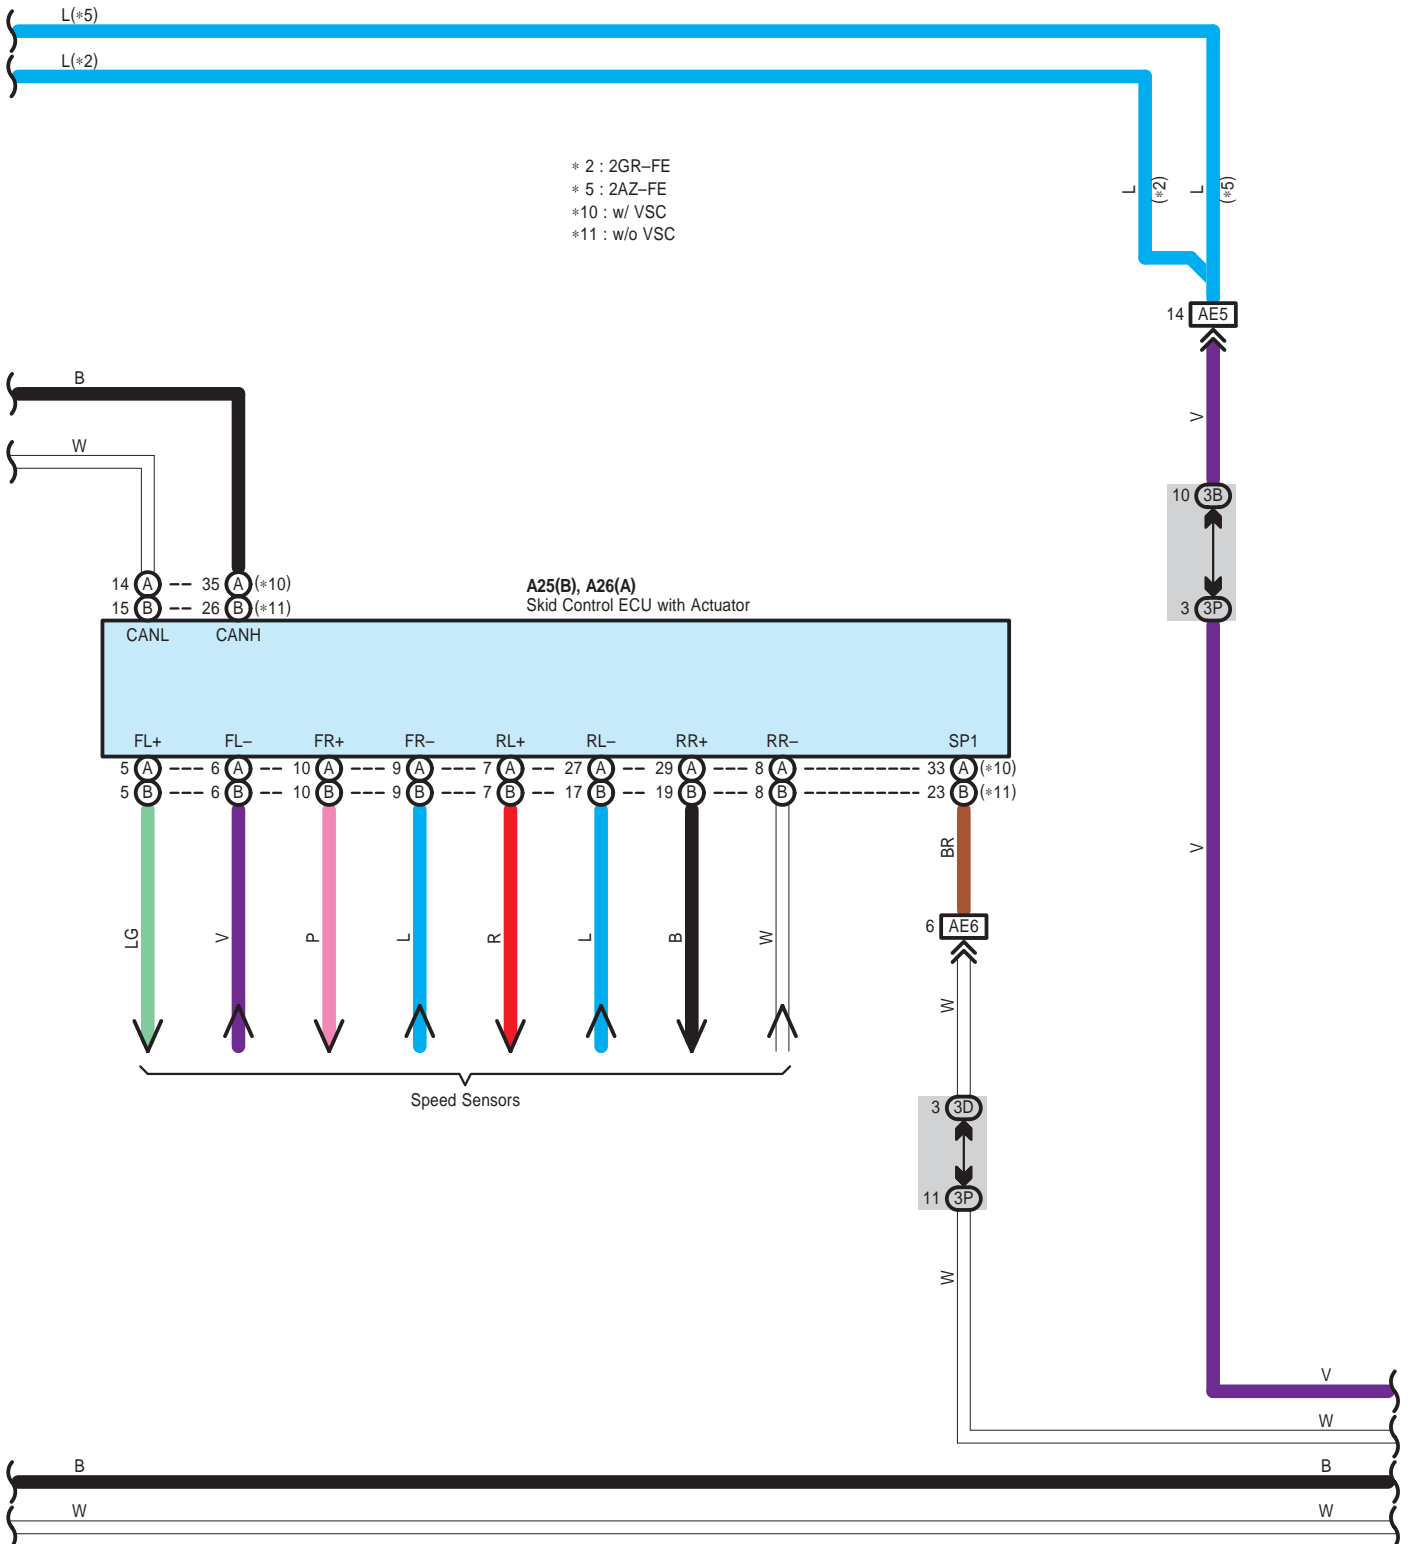 L(*5)
L(*2)
* 2 : 2GR–FE
* 5 : 2AZ–FE
*10 : w/ VSC
*11 : w/o VSC
L
(*2)
L
(*5)
14 AE5
V
B
W
10 3B
3 3P
14 A 35 A (*10)
15 B 26 B (*11)
A25(B), A26(A)
Skid Control ECU with Actuator
CANL CANH
FL+ FL– FR+ FR– RL+ RL– RR+ RR– SP1
5 A 6 A 10 A 9 A 7 A 27 A 29 A 8 A 33 A (*10)
5 B 6 B 10 B 9 B 7 B 17 B 19 B 8 B 23 B (*11)
BR
V
LG V P L R L B W
6 AE6
W
Speed Sensors
3 3D
11 3P
W
V
W
B B
W W